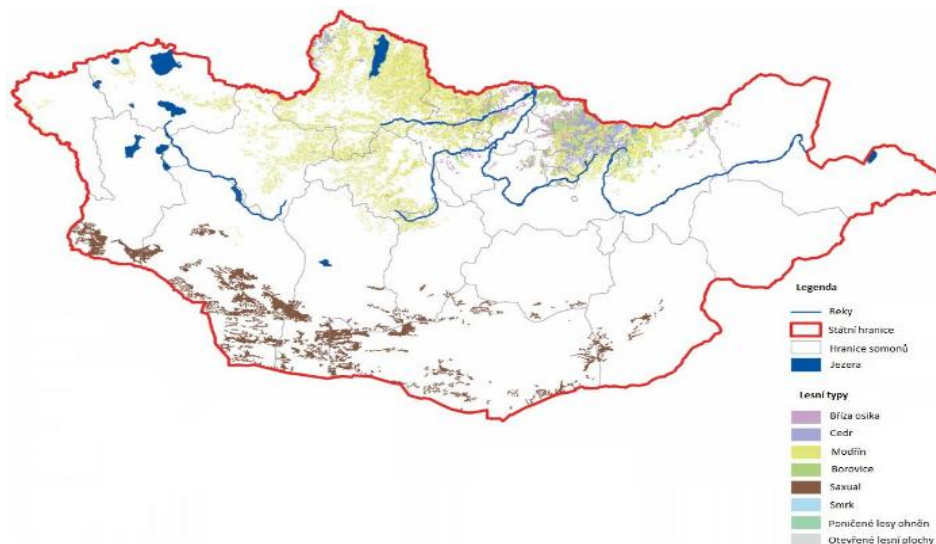 Legenda
Řeky
Státní hranice
Hranice somonů
Jezera
Lesní typy
Bříza osika
Cedr
Modřín
Borovice
Saxual
Smrk
Poničené lesy ohněn
Otevřené lesní plochy